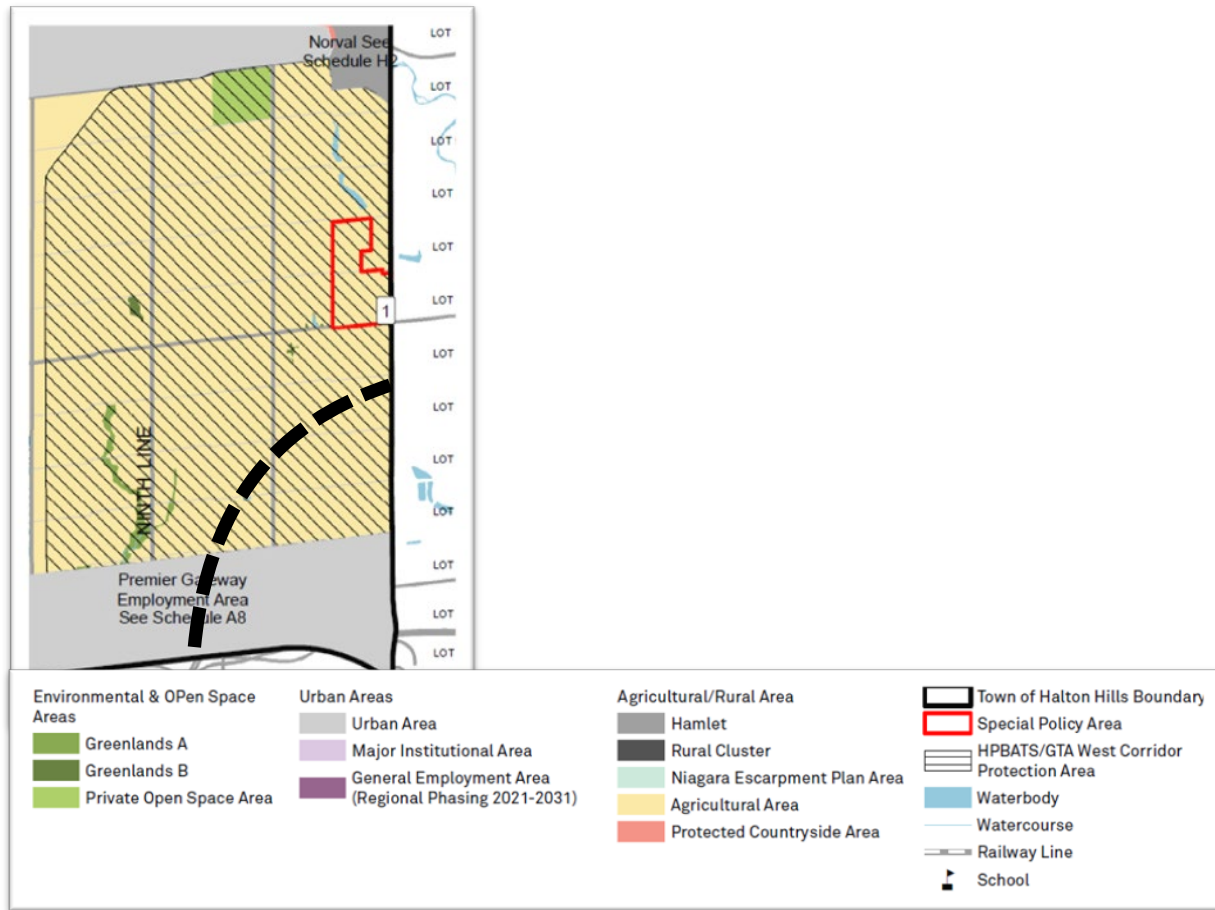 Norval See
Schedule H2
LOT
LOT
LOT
LOT
LOT
LOT
1
LOT
LOT
LOT
LOT
NINTH LINE
LOT
LOT
LOT
Premier Gateway
Employment Area
See Schedule A8
Environmental & OPen Space
Areas
Greenlands A
Greenlands B
Private Open Space Area
Urban Areas
Urban Area
Major Institutional Area
General Employment Area
(Regional Phasing 2021-2031)
Agricultural/Rural Area
Hamlet
Rural Cluster
Niagara Escarpment Plan Area
Agricultural Area
Protected Countryside Area
Town of Halton Hills Boundary
Special Policy Area
HPBATS/GTA West Corridor
Protection Area
Waterbody
Watercourse
Railway Line
School